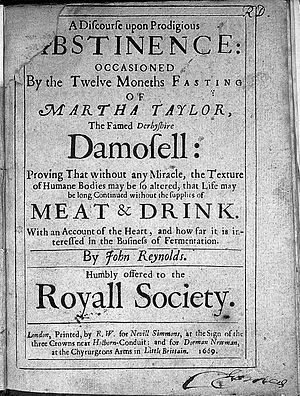 A Discourse upon Prodigious
ABSTINENCE:
OCCASIONED
By the Twelve Moneths FASTING
OF
MARTHA TAYLOR,
The Famed Derbyshire
Damosell:
Proving That without any Miracle, the Texture
of Humane Bodies may be so altered, that Life may
be long Continued without the supplies of
MEAT & DRINK.
With an Account of the Heart, and how far it is in-
teressed in the Business of Fermentation.
By John Reynolds.
Humbly offered to the
Royall Society.
London, Printed, by R. W. for Nevill Simmons, at the Sign of the
three Crowns near Holborn-Conduit: and for Dorman Newman,
at the Chyrurgeons Arms in Little Brittain. 1669.